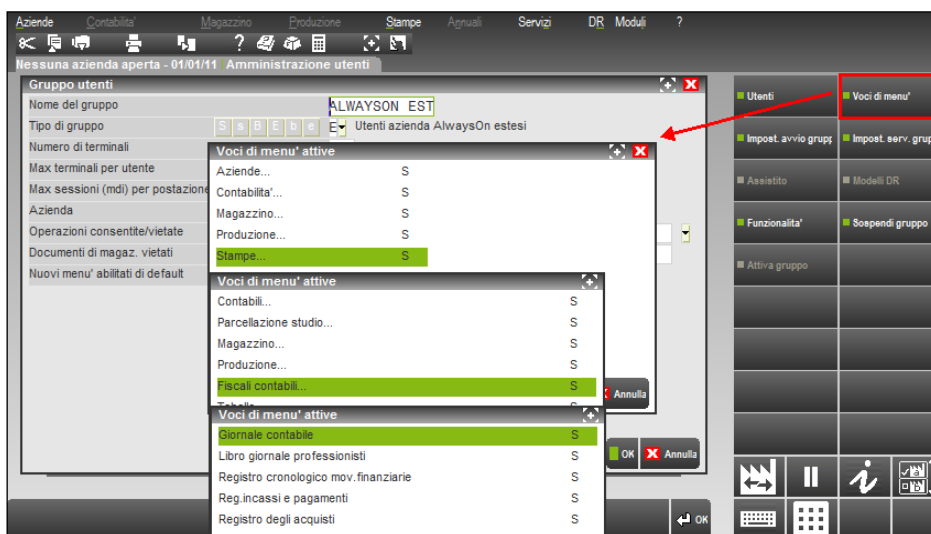 Aziende Contabilita' Magazzino Produzione Stampe Annuali Servizi DR Moduli ?
Nessuna azienda aperta - 01/01/11 Amministrazione utenti
Gruppo utenti
Nome del gruppo ALWAYSON EST
Tipo di gruppo S s B E b e E Utenti azienda AlwaysOn estesi
Numero di terminali
Max terminali per utente
Max sessioni (mdi) per postazione
Azienda
Operazioni consentite/vietate
Documenti di magaz. vietati
Nuovi menu' abilitati di default
Voci di menu' attive
Aziende... S
Contabilita'... S
Magazzino... S
Produzione... S
Stampe... S
Voci di menu' attive
Contabili... S
Parcellazione studio... S
Magazzino... S
Produzione... S
Fiscali contabili... S
Annulla
Voci di menu' attive
Giornale contabile S
Libro giornale professionisti S
Registro cronologico mov.finanziarie S
Reg.incassi e pagamenti S
Registro degli acquisti S
OK Annulla
OK
Utenti Voci di menu'
Impost. avvio grupp Impost. serv. grup
Assistito Modelli DR
Funzionalita' Sospendi gruppo
Attiva gruppo